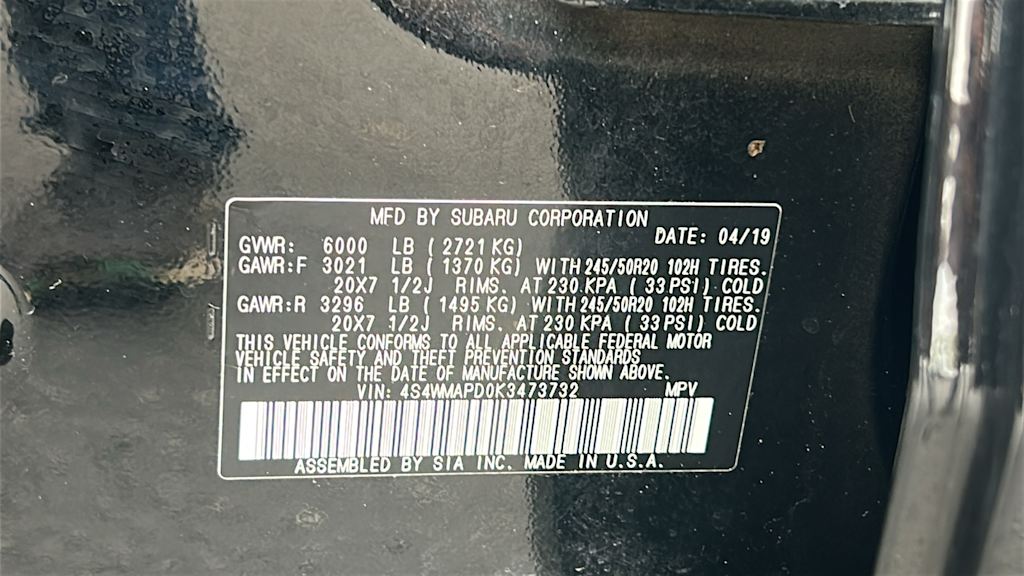 MFD BY SUBARU CORPORATION
DATE: 04/19
GVWR: 6000 LB (2721 KG)
GAWR:F 3021 LB (1370 KG) WITH 245/50R20 102H TIRES.
20X7 1/2J RIMS. AT 230 KPA (33 PSI) COLD
GAWR:R 3296 LB (1495 KG) WITH 245/50R20 102H TIRES.
20X7 1/2J RIMS. AT 230 KPA (33 PSI) COLD
THIS VEHICLE CONFORMS TO ALL APPLICABLE FEDERAL MOTOR
VEHICLE SAFETY AND THEFT PREVENTION STANDARDS
IN EFFECT ON THE DATE OF MANUFACTURE SHOWN ABOVE.
VIN: 4S4WMAPD0K3473732 MPV
ASSEMBLED BY SIA INC. MADE IN U.S.A.